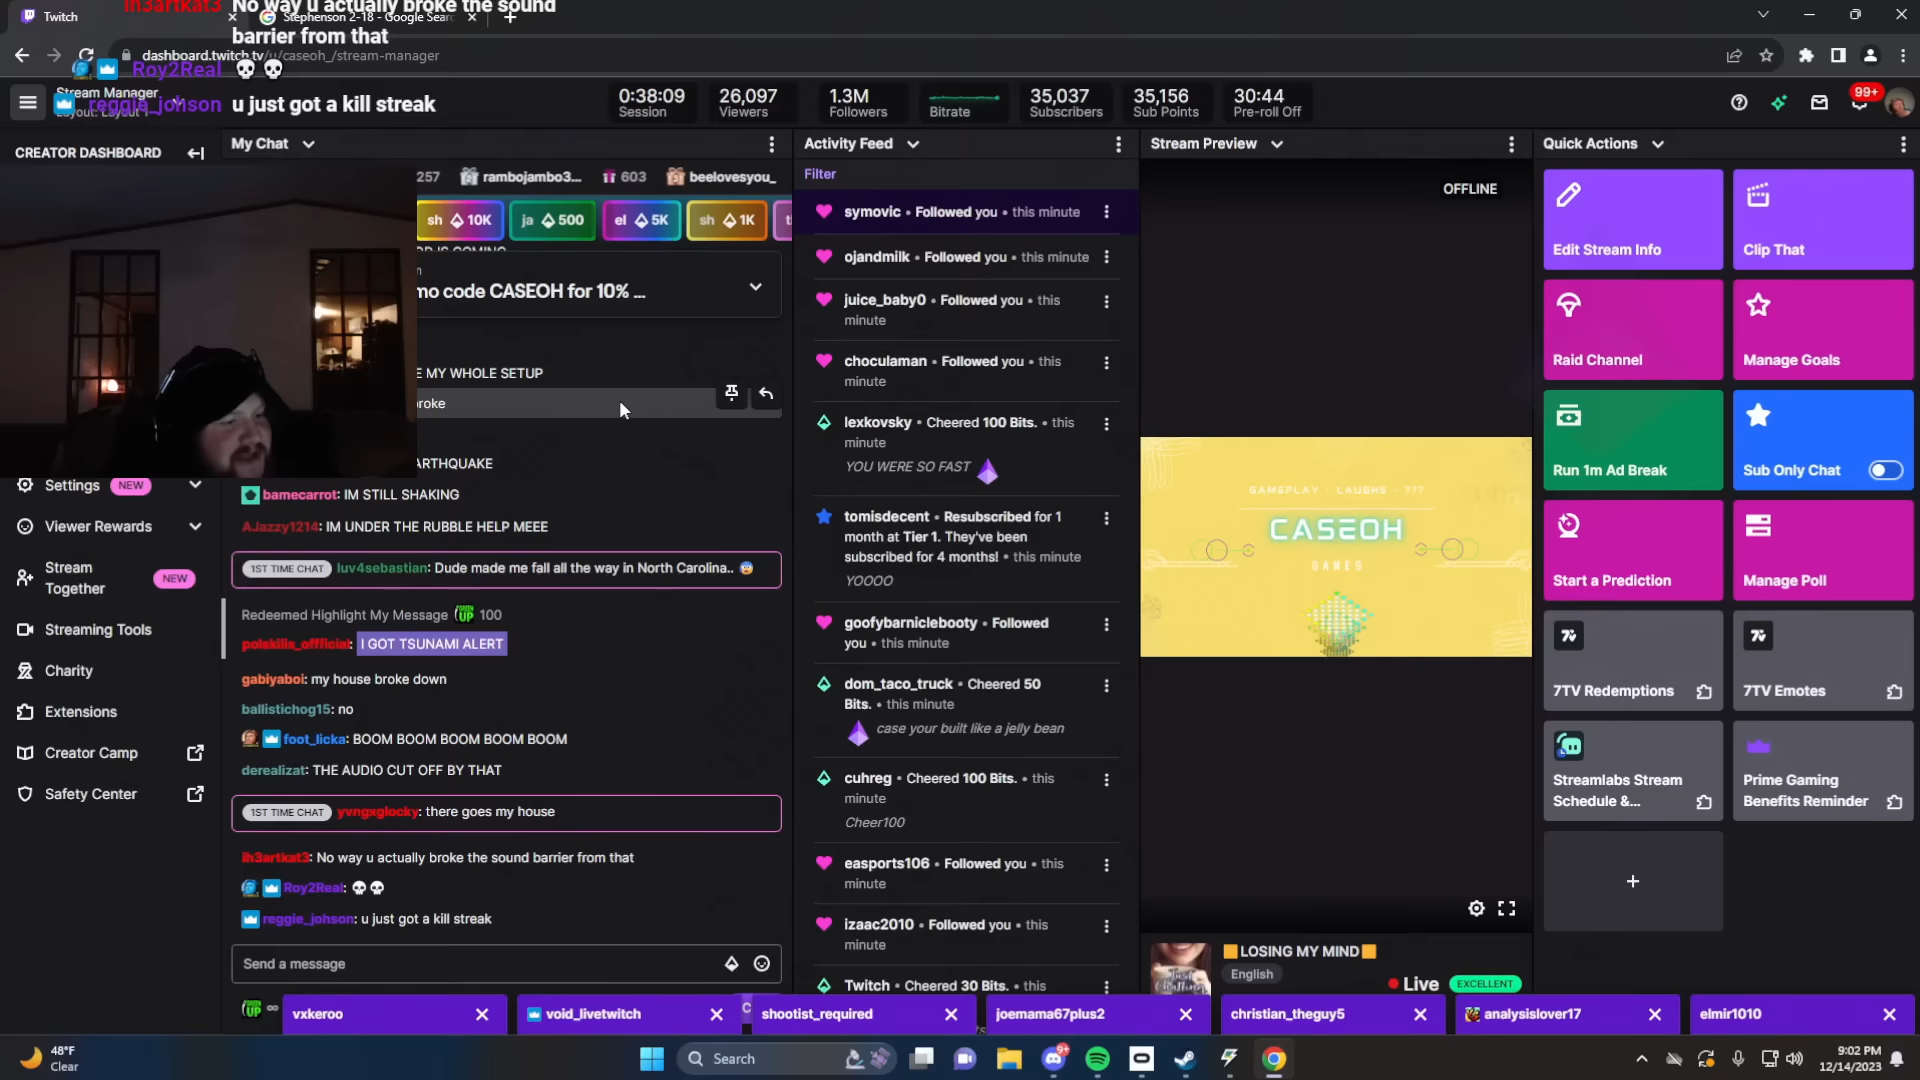 Twitch
Stephenson 2-18 - Google Sear
ih3artkat3 No way u actually broke the sound
barrier from that
dashboard.twitch.tv/u/caseoh_/stream-manager
Roy2Real 💀💀
reggie_johson u just got a kill streak
Stream Manager
Layout: Layout 1
0:38:09
Session
26,097
Viewers
1.3M
Followers
Bitrate
35,037
Subscribers
35,156
Sub Points
30:44
Pre-roll Off
99+
CREATOR DASHBOARD
Settings NEW
Viewer Rewards
Stream
Together
NEW
Streaming Tools
Charity
Extensions
Creator Camp
Safety Center
My Chat
257 rambojambo3... 603 beelovesyou_
sh 10K ja 500 el 5K sh 1K
mo code CASEOH for 10% ...
E MY WHOLE SETUP
roke
ARTHQUAKE
bamecarrot: IM STILL SHAKING
AJazzy1214: IM UNDER THE RUBBLE HELP MEEE
1ST TIME CHAT luv4sebastian: Dude made me fall all the way in North Carolina.. 😨
Redeemed Highlight My Message 100
I GOT TSUNAMI ALERT
gabiyaboi: my house broke down
ballistichog15: no
foot_licka: BOOM BOOM BOOM BOOM BOOM
derealizat: THE AUDIO CUT OFF BY THAT
1ST TIME CHAT yvngxglocky: there goes my house
ih3artkat3: No way u actually broke the sound barrier from that
Roy2Real: 💀💀
reggie_johson: u just got a kill streak
Send a message
Activity Feed
Filter
symovic • Followed you • this minute
ojandmilk • Followed you • this minute
juice_baby0 • Followed you • this
minute
choculaman • Followed you • this
minute
lexkovsky • Cheered 100 Bits. • this
minute
YOU WERE SO FAST
tomisdecent • Resubscribed for 1
month at Tier 1. They've been
subscribed for 4 months! • this minute
YOOOO
goofybarniclebooty • Followed
you • this minute
dom_taco_truck • Cheered 50
Bits. • this minute
case your built like a jelly bean
cuhreg • Cheered 100 Bits. • this
minute
Cheer100
easports106 • Followed you • this
minute
izaac2010 • Followed you • this
minute
Twitch • Cheered 30 Bits. • this
Stream Preview
OFFLINE
GAMEPLAY - LAUGHS - ???
CASEOH
GAMES
🟧LOSING MY MIND🟧
English
Live EXCELLENT
Quick Actions
Edit Stream Info
Clip That
Raid Channel
Manage Goals
Run 1m Ad Break
Sub Only Chat
Start a Prediction
Manage Poll
7TV Redemptions
7TV Emotes
Streamlabs Stream
Schedule &...
Prime Gaming
Benefits Reminder
vxkeroo
void_livetwitch
shootist_required
joemama67plus2
christian_theguy5
analysislover17
elmir1010
48°F
Clear
Search
9+
9:02 PM
12/14/2023